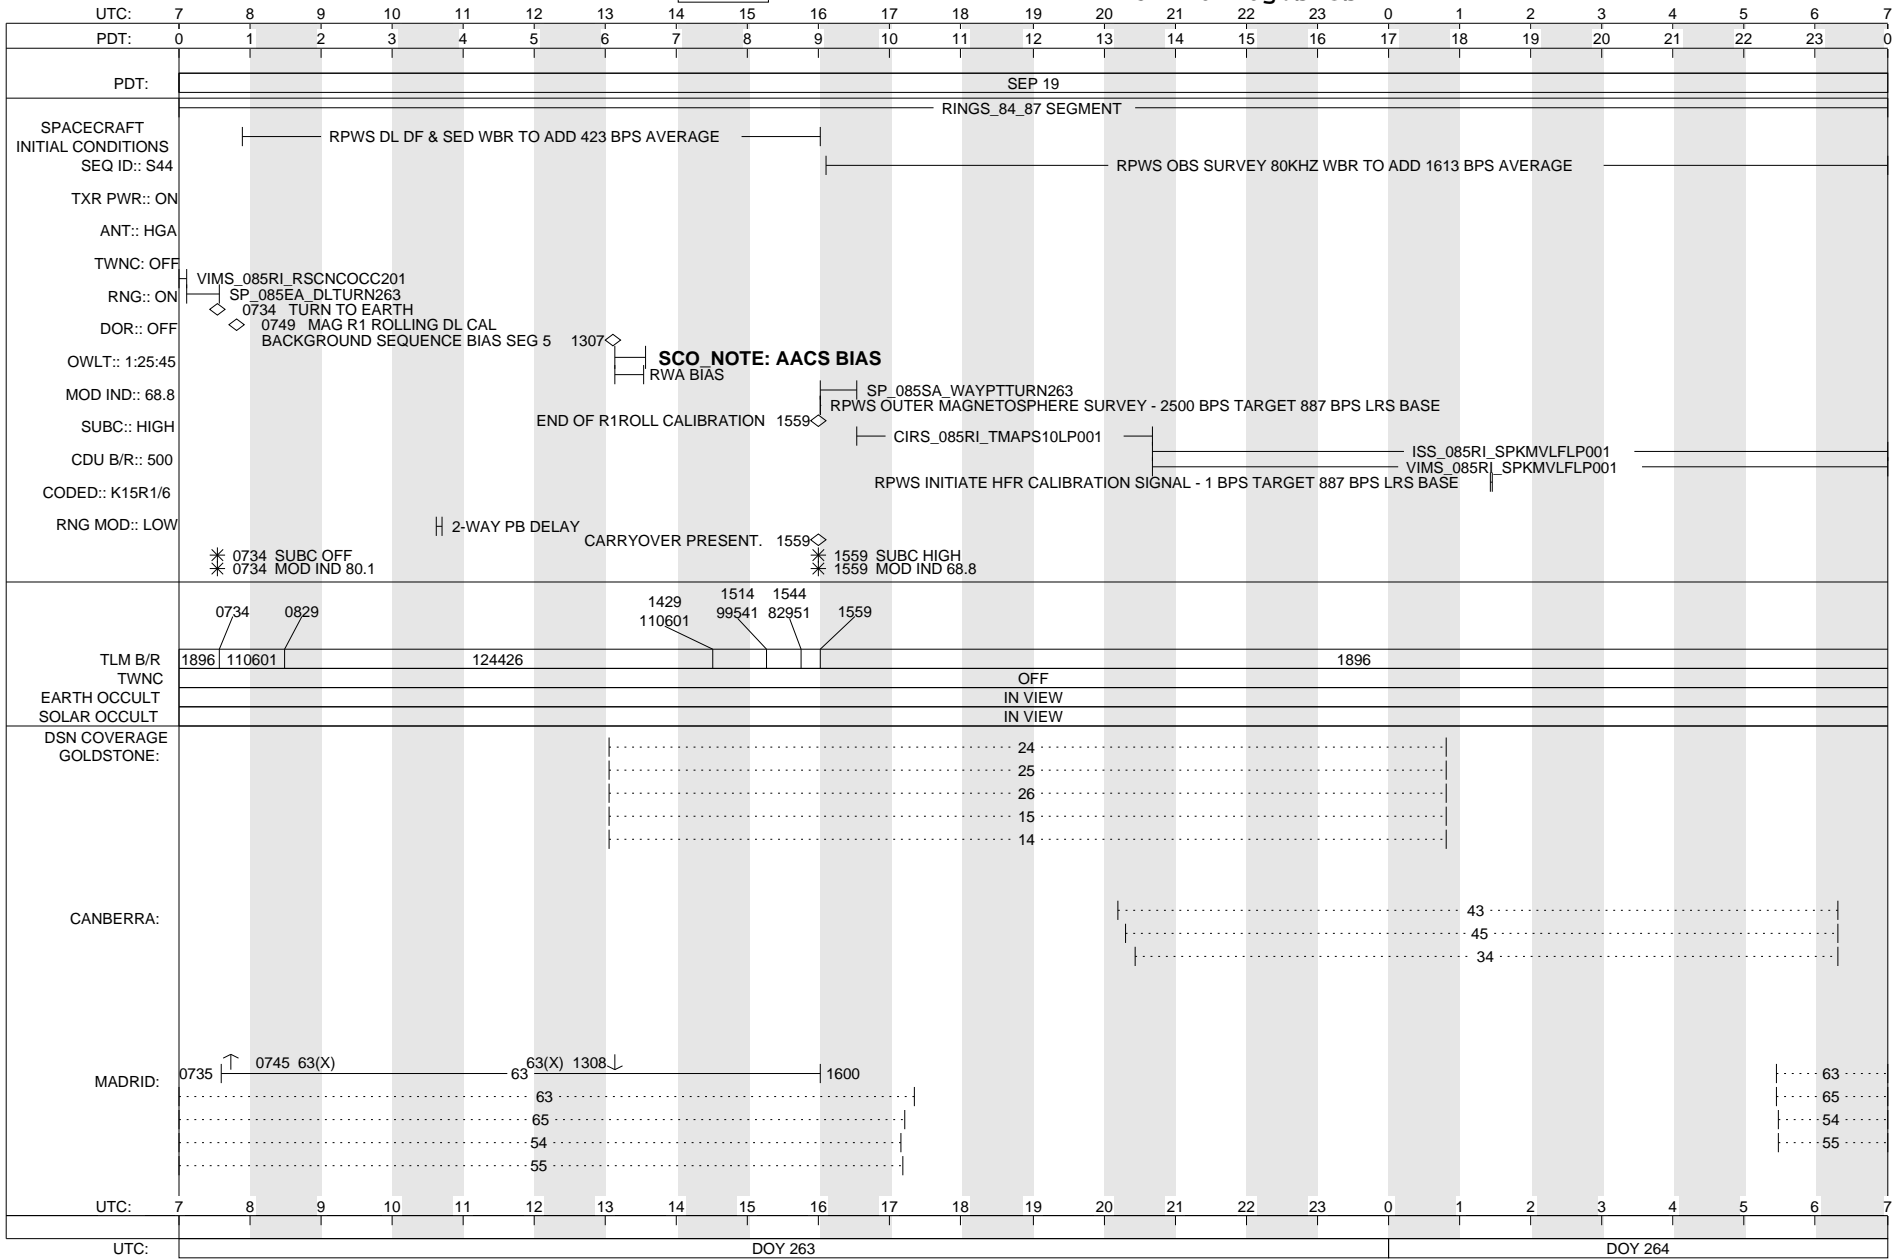 UTC: 7 8 9 10 11 12 13 14 15 16 17 18 19 20 21 22 23 0 1 2 3 4 5 6 7
PDT: 0 1 2 3 4 5 6 7 8 9 10 11 12 13 14 15 16 17 18 19 20 21 22 23 0
PDT: SEP 19
RINGS_84_87 SEGMENT
SPACECRAFT
INITIAL CONDITIONS
RPWS DL DF & SED WBR TO ADD 423 BPS AVERAGE
SEQ ID:: S44
RPWS OBS SURVEY 80KHZ WBR TO ADD 1613 BPS AVERAGE
TXR PWR:: ON
ANT:: HGA
TWNC: OFF
VIMS_085RI_RSCNCOCC201
RNG:: ON
SP_085EA_DLTURN263
0734 TURN TO EARTH
DOR:: OFF
0749 MAG R1 ROLLING DL CAL
BACKGROUND SEQUENCE BIAS SEG 5 1307
OWLT:: 1:25:45
SCO_NOTE: AACS BIAS
RWA BIAS
MOD IND:: 68.8
SP_085SA_WAYPTTURN263
RPWS OUTER MAGNETOSPHERE SURVEY - 2500 BPS TARGET 887 BPS LRS BASE
END OF R1ROLL CALIBRATION 1559
SUBC:: HIGH
CIRS_085RI_TMAPS10LP001
ISS_085RI_SPKMVLFLP001
CDU B/R:: 500
VIMS_085RI_SPKMVLFLP001
RPWS INITIATE HFR CALIBRATION SIGNAL - 1 BPS TARGET 887 BPS LRS BASE
CODED:: K15R1/6
RNG MOD:: LOW
2-WAY PB DELAY
CARRYOVER PRESENT. 1559
0734 SUBC OFF 1559 SUBC HIGH
0734 MOD IND 80.1 1559 MOD IND 68.8
1514 1544
1429
0734 0829 99541 82951 1559
110601
TLM B/R 1896 110601 124426 1896
TWNC OFF
EARTH OCCULT IN VIEW
SOLAR OCCULT IN VIEW
DSN COVERAGE
GOLDSTONE:
24
25
26
15
14
CANBERRA:
43
45
34
0745 63(X) 63(X) 1308
MADRID: 0735 63 1600 63
63 65
65 54
54 55
55
UTC: 7 8 9 10 11 12 13 14 15 16 17 18 19 20 21 22 23 0 1 2 3 4 5 6 7
UTC: DOY 263 DOY 264